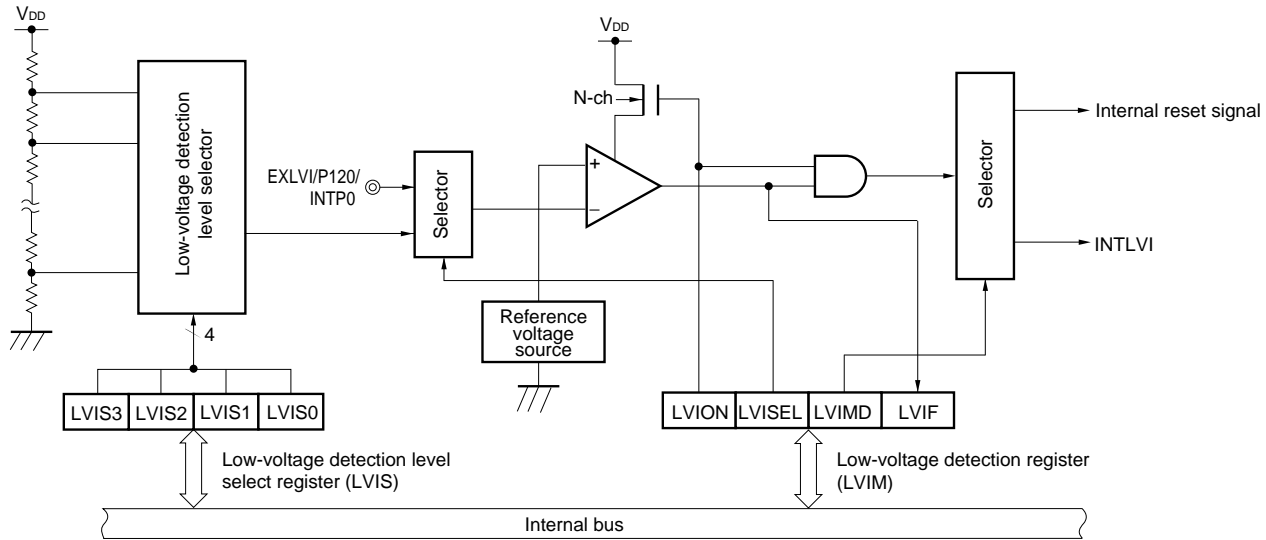 VDD
VDD
N-ch
Low-voltage detection
level selector
EXLVI/P120/
INTP0
Selector
+
−
Selector
Internal reset signal
INTLVI
Reference
voltage
source
4
LVIS3 LVIS2 LVIS1 LVIS0
LVION LVISEL LVIMD LVIF
Low-voltage detection level
select register (LVIS)
Low-voltage detection register
(LVIM)
Internal bus